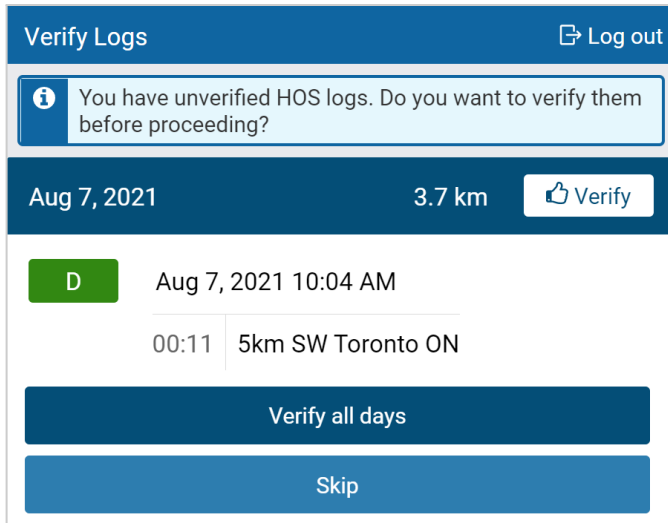 Verify Logs Log out
You have unverified HOS logs. Do you want to verify them
before proceeding?
Aug 7, 2021 3.7 km Verify
D Aug 7, 2021 10:04 AM
00:11 5km SW Toronto ON
Verify all days
Skip